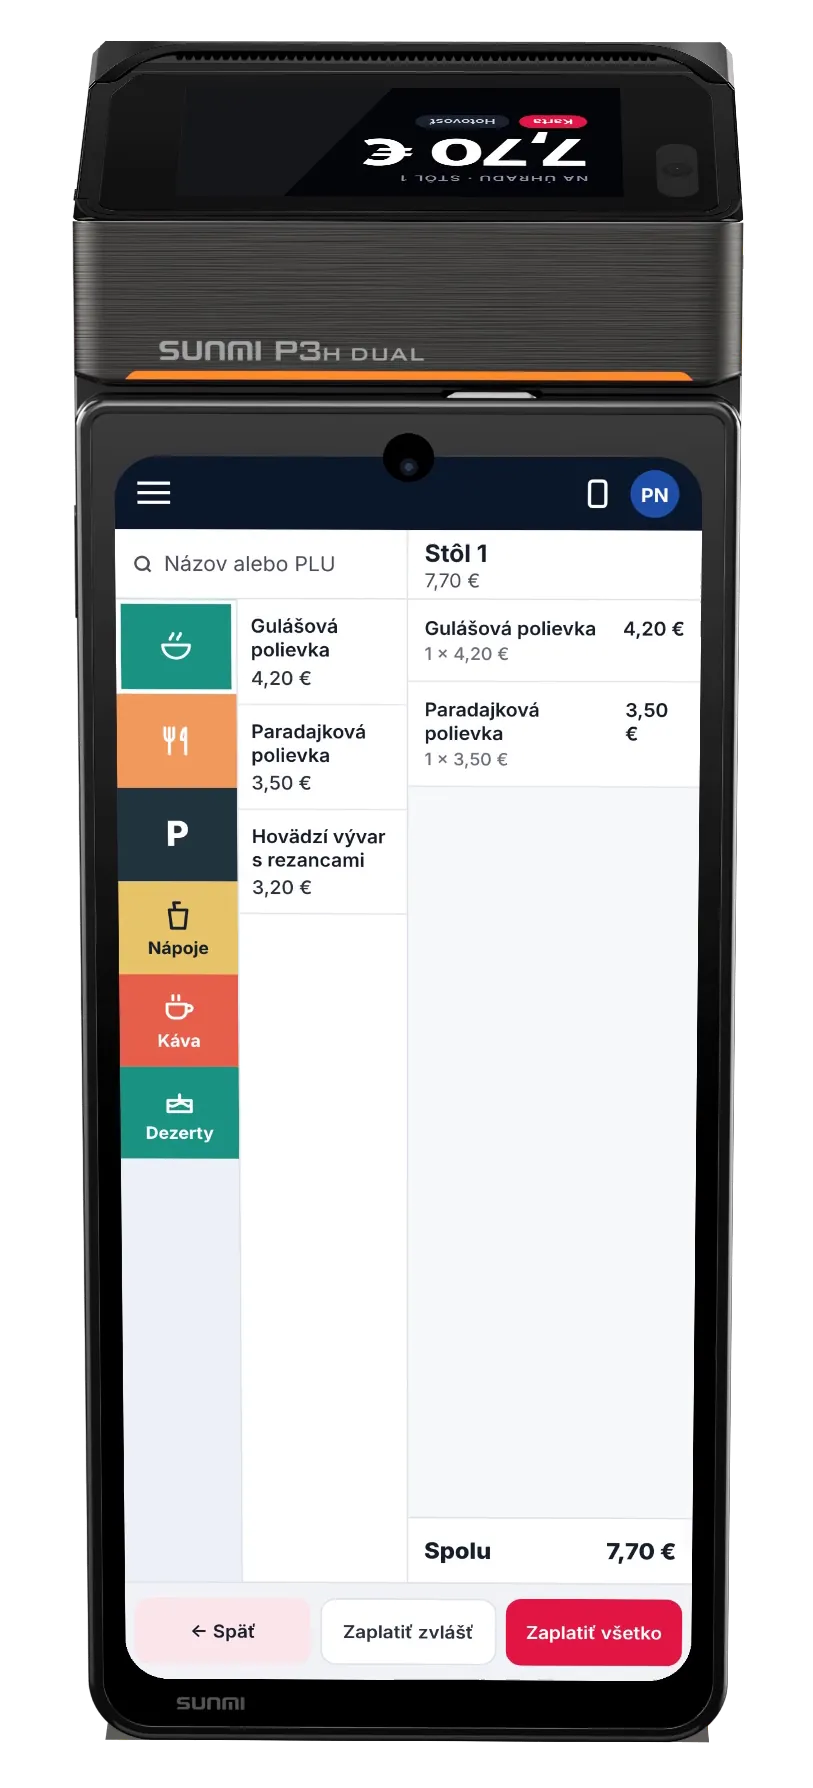 NA ÚHRADU · STÔL 1
7,70 €
Karta
Hotovosť
SUNMI P3H DUAL
PN
Názov alebo PLU
Stôl 1
7,70 €
Gulášová
polievka
4,20 €
Paradajková
polievka
3,50 €
Hovädzí vývar
s rezancami
3,20 €
P
Nápoje
Káva
Dezerty
Gulášová polievka 4,20 €
1 × 4,20 €
Paradajková 3,50
polievka €
1 × 3,50 €
Spolu 7,70 €
← Späť
Zaplatiť zvlášť
Zaplatiť všetko
SUNMI